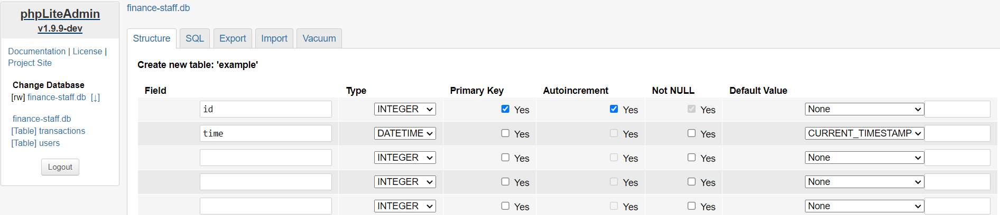 phpLiteAdmin
v1.9.9-dev
Documentation | License |
Project Site
Change Database
[rw] finance-staff.db [↓]
finance-staff.db
[Table] transactions
[Table] users
Logout
finance-staff.db
Structure SQL Export Import Vacuum
Create new table: 'example'
Field Type Primary Key Autoincrement Not NULL Default Value
id INTEGER Yes Yes Yes None
time DATETIME Yes Yes Yes CURRENT_TIMESTAMP
INTEGER Yes Yes Yes None
INTEGER Yes Yes Yes None
INTEGER Yes Yes Yes None